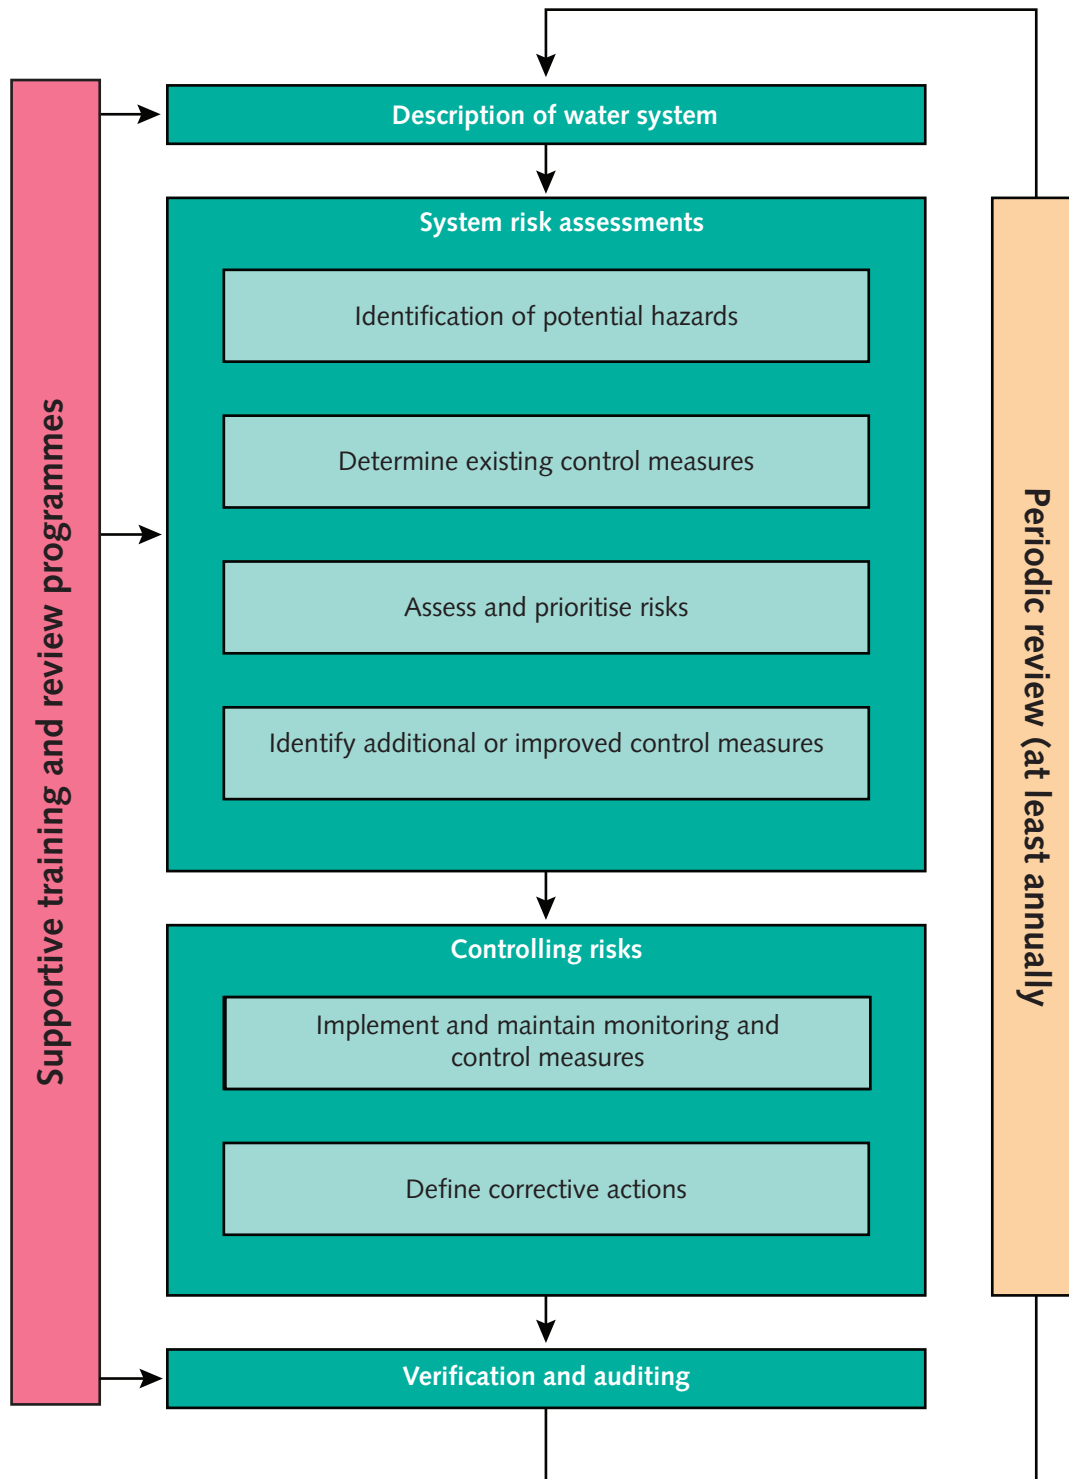 Description of water system
System risk assessments
Identification of potential hazards
Determine existing control measures
Assess and prioritise risks
Identify additional or improved control measures
Controlling risks
Implement and maintain monitoring and
control measures
Define corrective actions
Verification and auditing
Supportive training and review programmes
Periodic review (at least annually